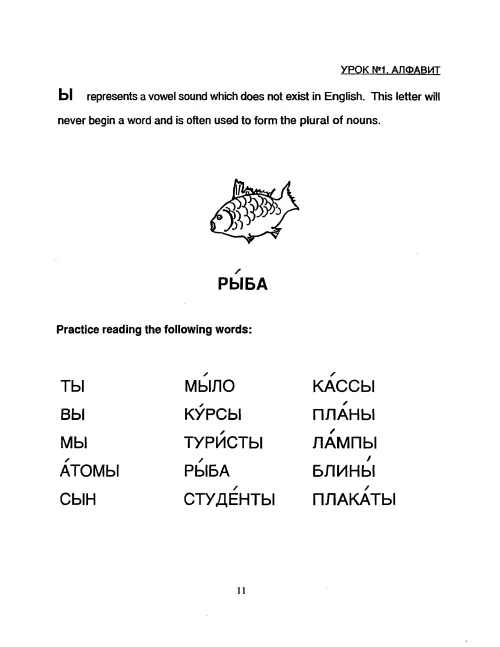 УРОК №1. АЛФАВИТ
Ы represents a vowel sound which does not exist in English. This letter will
never begin a word and is often used to form the plural of nouns.
РЫ́БА
Practice reading the following words:
ТЫ МЫ́ЛО КА́ССЫ
ВЫ КУ́РСЫ ПЛА́НЫ
МЫ ТУРИ́СТЫ ЛА́МПЫ
А́ТОМЫ РЫ́БА БЛИНЫ́
СЫН СТУДЕ́НТЫ ПЛАКА́ТЫ
11